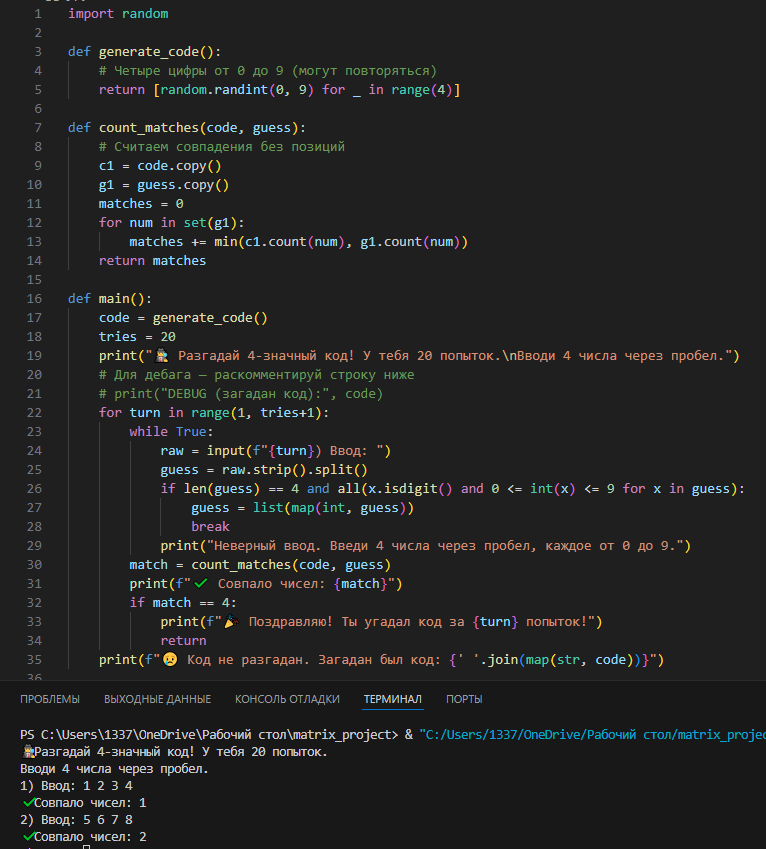 1 import random
2
3 def generate_code():
4     # Четыре цифры от 0 до 9 (могут повторяться)
5     return [random.randint(0, 9) for _ in range(4)]
6
7 def count_matches(code, guess):
8     # Считаем совпадения без позиций
9     c1 = code.copy()
10     g1 = guess.copy()
11     matches = 0
12     for num in set(g1):
13         matches += min(c1.count(num), g1.count(num))
14     return matches
15
16 def main():
17     code = generate_code()
18     tries = 20
19     print("🕵️ Разгадай 4-значный код! У тебя 20 попыток.\nВводи 4 числа через пробел.")
20     # Для дебага — раскомментируй строку ниже
21     # print("DEBUG (загадан код):", code)
22     for turn in range(1, tries+1):
23         while True:
24             raw = input(f"{turn}) Ввод: ")
25             guess = raw.strip().split()
26             if len(guess) == 4 and all(x.isdigit() and 0 <= int(x) <= 9 for x in guess):
27                 guess = list(map(int, guess))
28                 break
29             print("Неверный ввод. Введи 4 числа через пробел, каждое от 0 до 9.")
30         match = count_matches(code, guess)
31         print(f"✔️ Совпало чисел: {match}")
32         if match == 4:
33             print(f"🎉 Поздравляю! Ты угадал код за {turn} попыток!")
34             return
35     print(f"😢 Код не разгадан. Загадан был код: {' '.join(map(str, code))}")
36
ПРОБЛЕМЫ ВЫХОДНЫЕ ДАННЫЕ КОНСОЛЬ ОТЛАДКИ ТЕРМИНАЛ ПОРТЫ
PS C:\Users\1337\OneDrive\Рабочий стол\matrix_project> & "C:/Users/1337/OneDrive/Рабочий стол/matrix_projec
🕵️Разгадай 4-значный код! У тебя 20 попыток.
Вводи 4 числа через пробел.
1) Ввод: 1 2 3 4
✔️Совпало чисел: 1
2) Ввод: 5 6 7 8
✔️Совпало чисел: 2